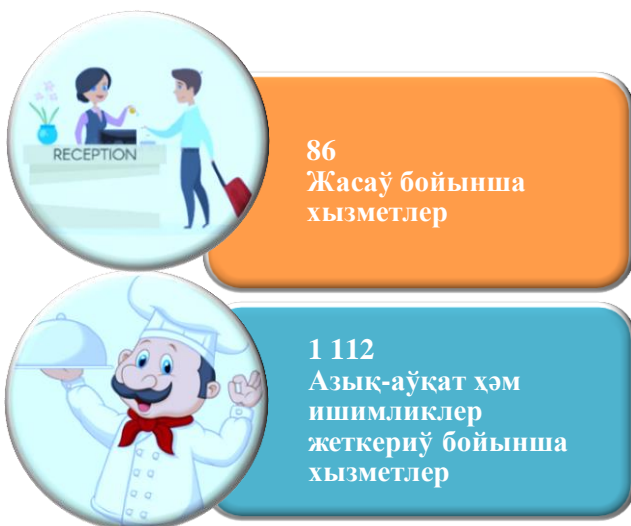 RECEPTION
86
Жасаў бойынша
хызметлер
1 112
Азық-аўқат ҳәм
ишимликлер
жеткериў бойынша
хызметлер